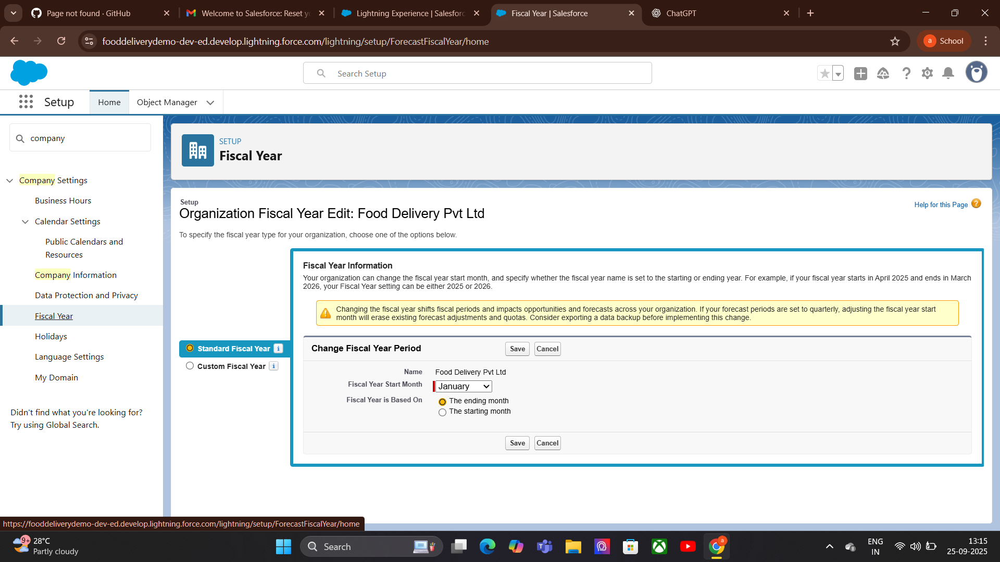 Page not found · GitHub
Welcome to Salesforce: Reset yo
Lightning Experience | Salesforc
Fiscal Year | Salesforce
ChatGPT
fooddeliverydemo-dev-ed.develop.lightning.force.com/lightning/setup/ForecastFiscalYear/home
a School
Search Setup
Setup
Home
Object Manager
company
SETUP
Fiscal Year
Company Settings
Business Hours
Calendar Settings
Public Calendars and
Resources
Company Information
Data Protection and Privacy
Fiscal Year
Holidays
Language Settings
My Domain
Didn't find what you're looking for?
Try using Global Search.
Setup
Organization Fiscal Year Edit: Food Delivery Pvt Ltd
Help for this Page
To specify the fiscal year type for your organization, choose one of the options below.
Standard Fiscal Year
Custom Fiscal Year
Fiscal Year Information
Your organization can change the fiscal year start month, and specify whether the fiscal year name is set to the starting or ending year. For example, if your fiscal year starts in April 2025 and ends in March
2026, your Fiscal Year setting can be either 2025 or 2026.
Changing the fiscal year shifts fiscal periods and impacts opportunities and forecasts across your organization. If your forecast periods are set to quarterly, adjusting the fiscal year start
month will erase existing forecast adjustments and quotas. Consider exporting a data backup before implementing this change.
Change Fiscal Year Period
Save
Cancel
Name
Food Delivery Pvt Ltd
Fiscal Year Start Month
January
Fiscal Year is Based On
The ending month
The starting month
Save
Cancel
https://fooddeliverydemo-dev-ed.develop.lightning.force.com/lightning/setup/ForecastFiscalYear/home
9+
28°C
Partly cloudy
Search
a
ENG
IN
13:15
25-09-2025